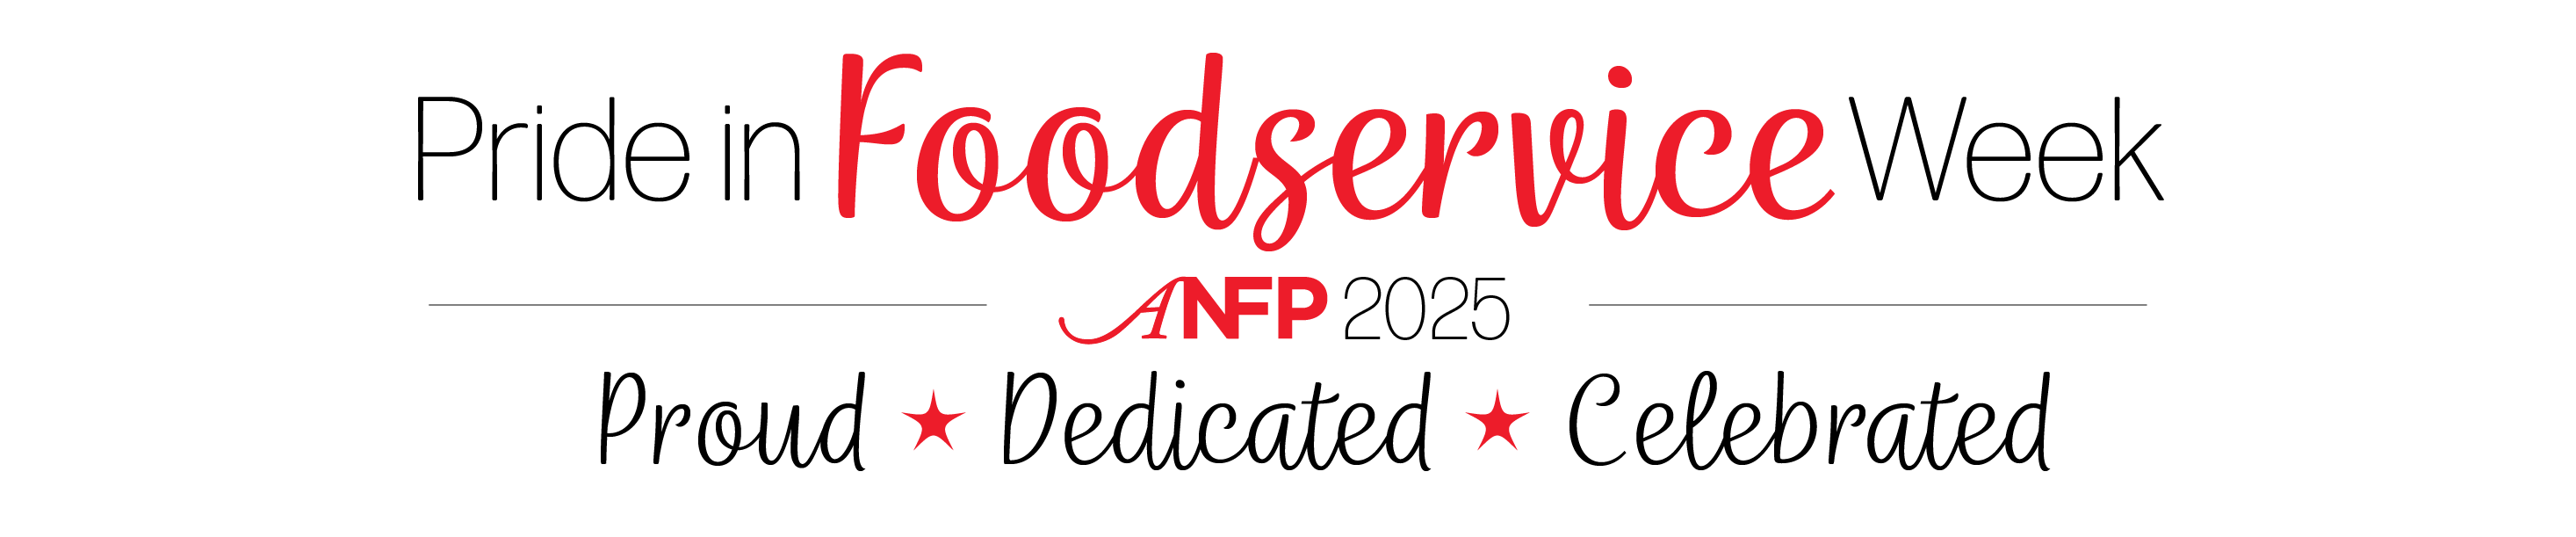 Pride in Foodservice Week
ANFP 2025
Proud ★ Dedicated ★ Celebrated